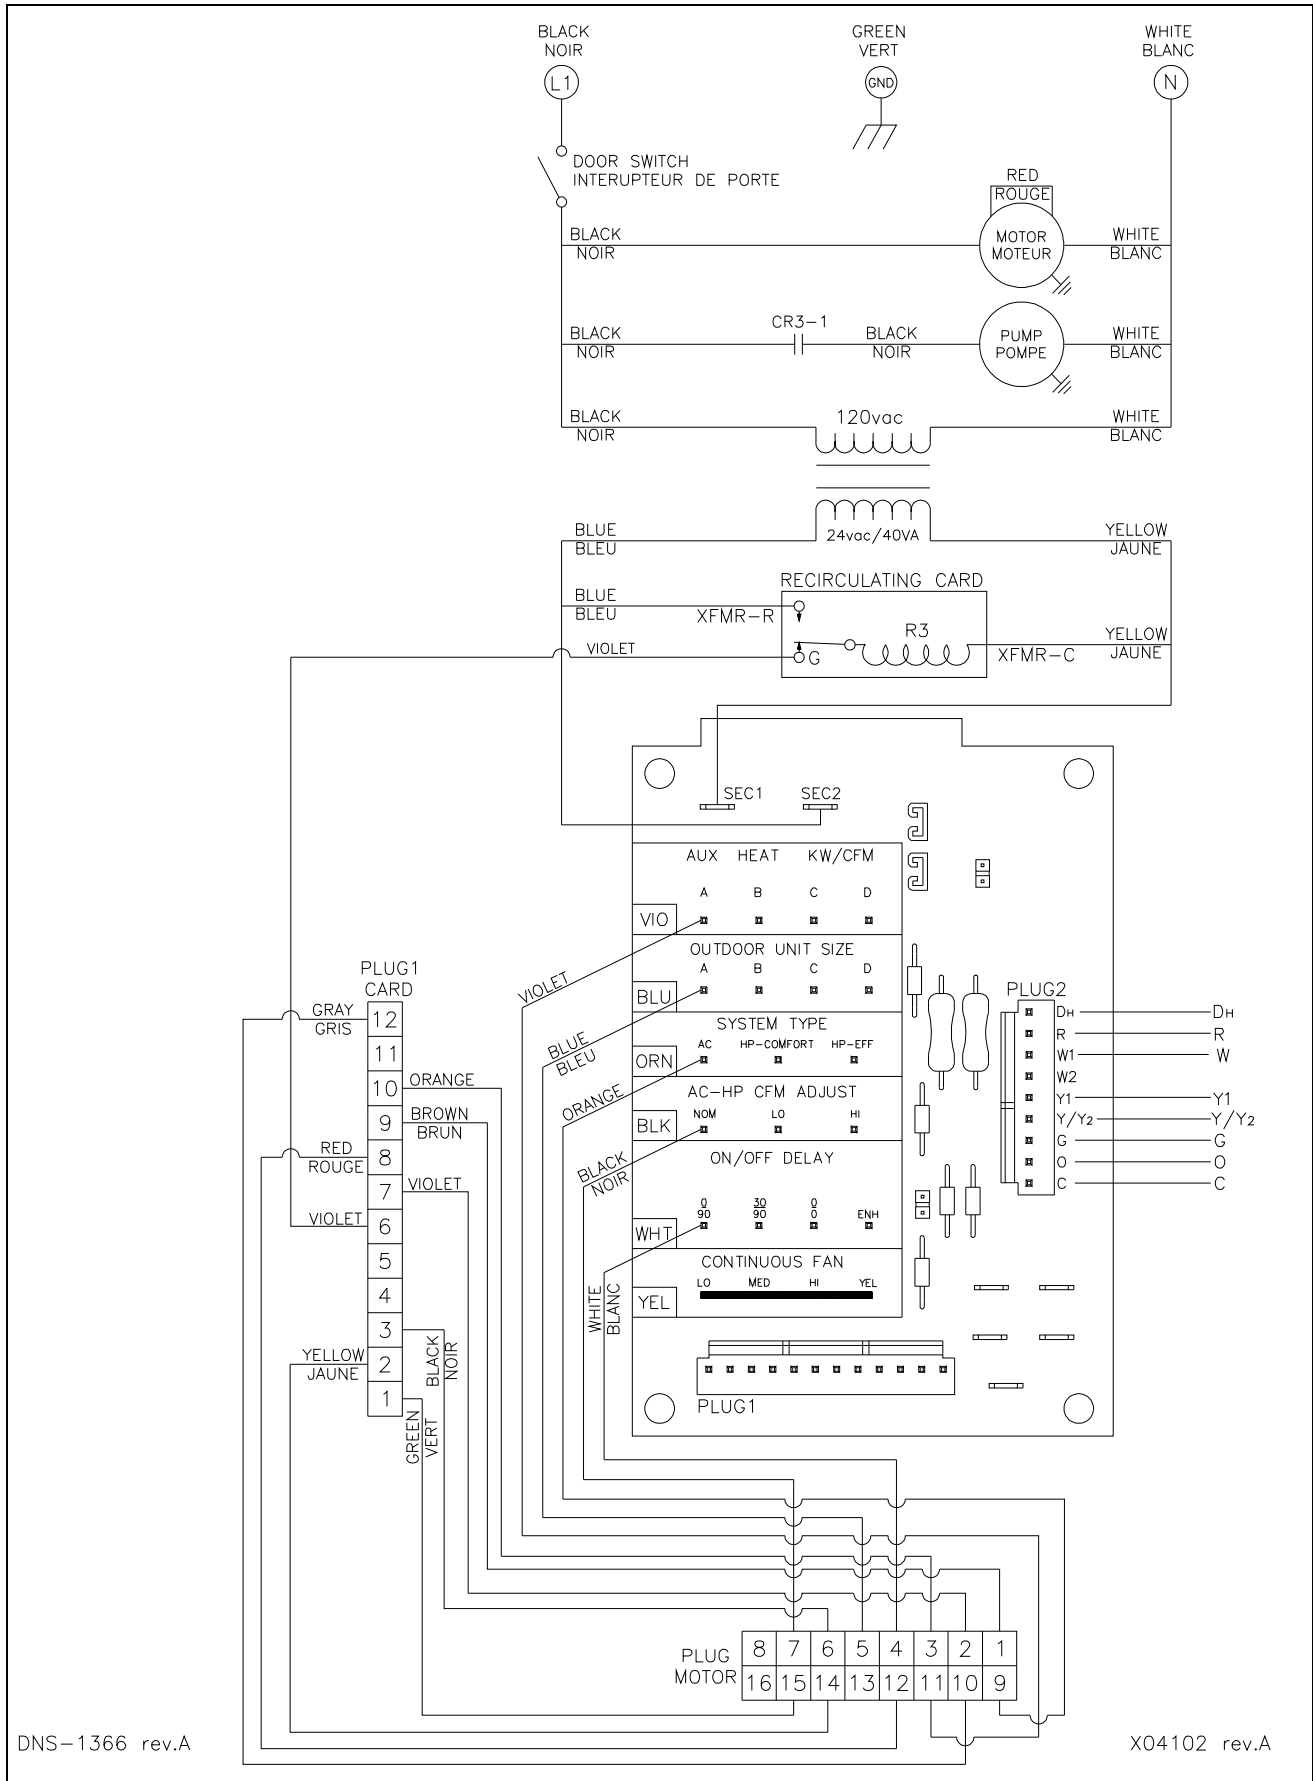 BLACK
NOIR
L1
GREEN
VERT
GND
WHITE
BLANC
N
DOOR SWITCH
INTERUPTEUR DE PORTE
RED
ROUGE
BLACK
NOIR
MOTOR
MOTEUR
WHITE
BLANC
CR3-1
BLACK
NOIR
BLACK
NOIR
PUMP
POMPE
WHITE
BLANC
BLACK
NOIR
120vac
WHITE
BLANC
BLUE
BLEU
24vac/40VA
YELLOW
JAUNE
RECIRCULATING CARD
BLUE
BLEU
XFMR-R
R3
YELLOW
JAUNE
VIOLET
G
XFMR-C
SEC1
SEC2
AUX HEAT KW/CFM
A B C D
VIO
OUTDOOR UNIT SIZE
A B C D
BLU
SYSTEM TYPE
AC HP-COMFORT HP-EFF
ORN
AC-HP CFM ADJUST
NOM LO HI
BLK
ON/OFF DELAY
0 30 0
90 90 0 ENH
WHT
CONTINUOUS FAN
LO MED HI YEL
YEL
PLUG1
PLUG2
DH DH
R R
W1 W
W2
Y1 Y1
Y/Y2 Y/Y2
G G
O O
C C
VIOLET
BLUE
BLEU
ORANGE
BLACK
NOIR
WHITE
BLANC
PLUG1
CARD
GRAY
GRIS
12
11
10 ORANGE
9 BROWN
BRUN
RED
ROUGE
8
7 VIOLET
VIOLET 6
5
4
3
BLACK
NOIR
YELLOW
JAUNE
2
1
GREEN
VERT
PLUG
MOTOR
8 7 6 5 4 3 2 1
16 15 14 13 12 11 10 9
DNS-1366 rev.A
X04102 rev.A